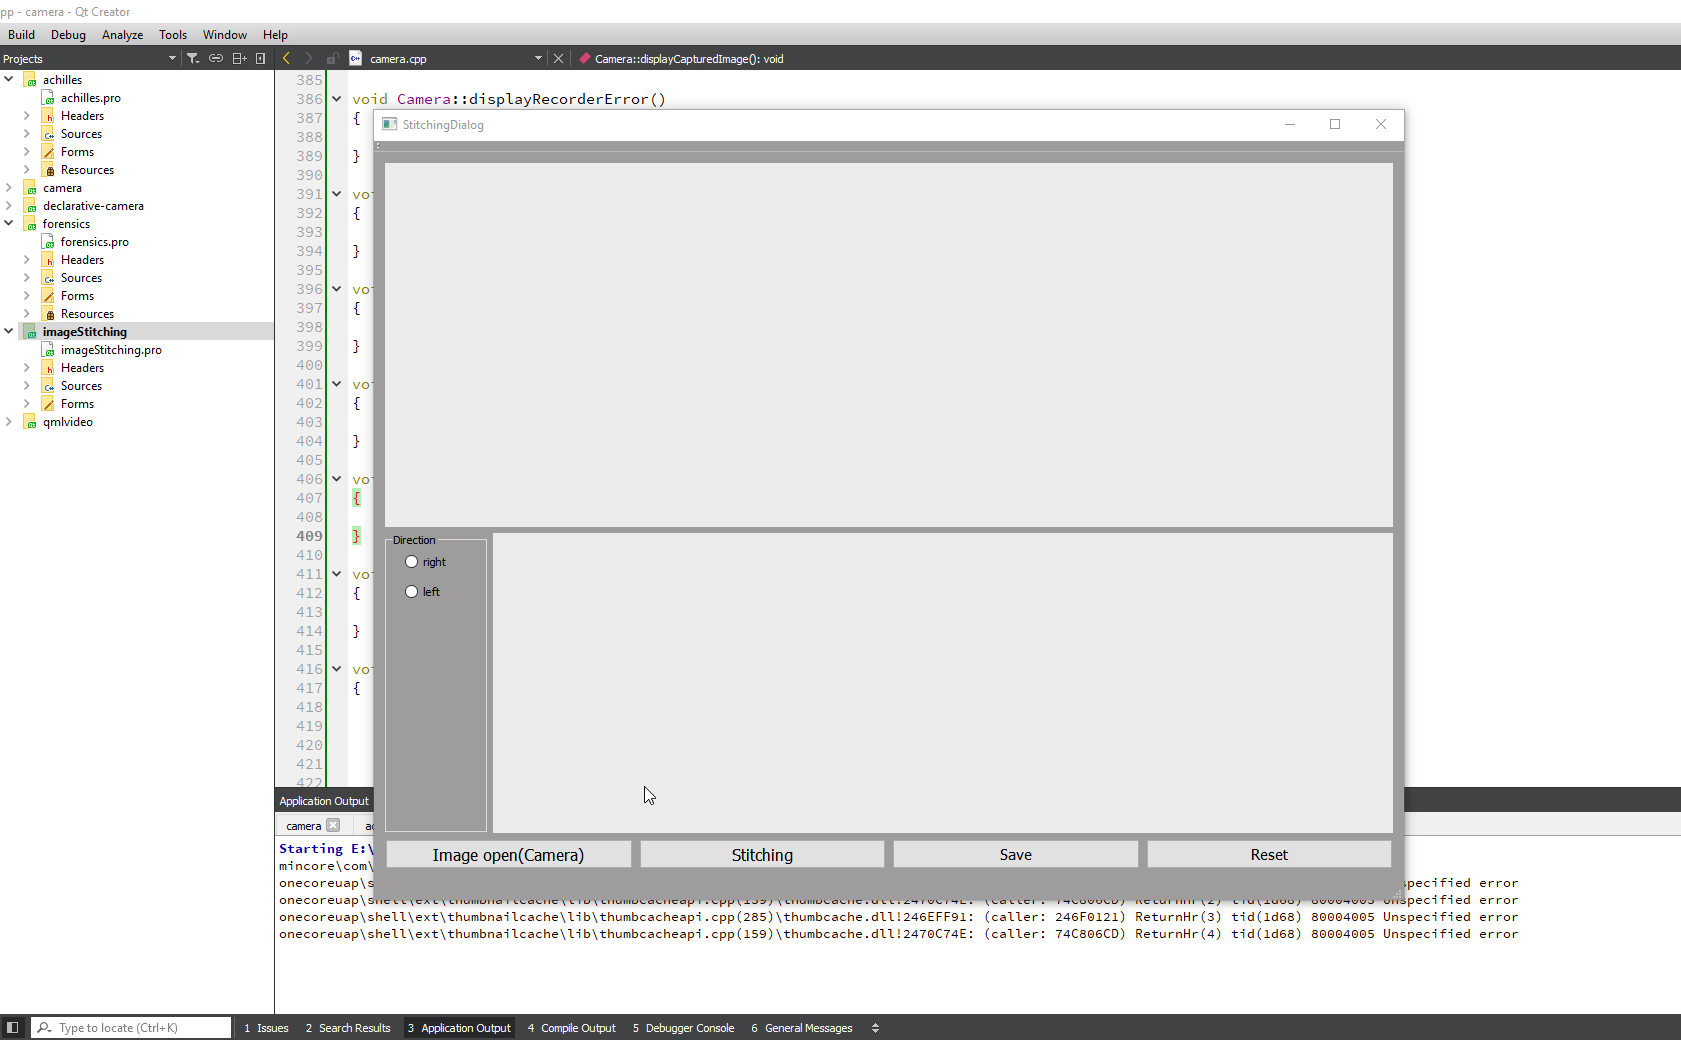 pp - camera - Qt Creator
Build Debug Analyze Tools Window Help
Projects
camera.cpp
Camera::displayCapturedImage(): void
achilles
achilles.pro
Headers
Sources
Forms
Resources
camera
declarative-camera
forensics
forensics.pro
Headers
Sources
Forms
Resources
imageStitching
imageStitching.pro
Headers
Sources
Forms
qmlvideo
385
386 void Camera::displayRecorderError()
387 {
388
389 }
390
391
392 {
393
394 }
395
396
397 {
398
399 }
400
401
402 {
403
404 }
405
406
407 {
408
409 }
410
411
412 {
413
414 }
415
416
417 {
418
419
420
421
422
StitchingDialog
Direction
right
left
Image open(Camera) Stitching Save Reset
Application Output
camera
Starting E:\
mincore\com\
onecoreuap\s pecified error
onecoreuap\shell\ext\thumbnailcache\lib\thumbcacheapi.cpp(159)\thumbcache.dll!2470C74E: (caller: 74C806CD) ReturnHr(2) tid(1d68) 80004005 Unspecified error
onecoreuap\shell\ext\thumbnailcache\lib\thumbcacheapi.cpp(285)\thumbcache.dll!246EFF91: (caller: 246F0121) ReturnHr(3) tid(1d68) 80004005 Unspecified error
onecoreuap\shell\ext\thumbnailcache\lib\thumbcacheapi.cpp(159)\thumbcache.dll!2470C74E: (caller: 74C806CD) ReturnHr(4) tid(1d68) 80004005 Unspecified error
Type to locate (Ctrl+K) 1 Issues 2 Search Results 3 Application Output 4 Compile Output 5 Debugger Console 6 General Messages